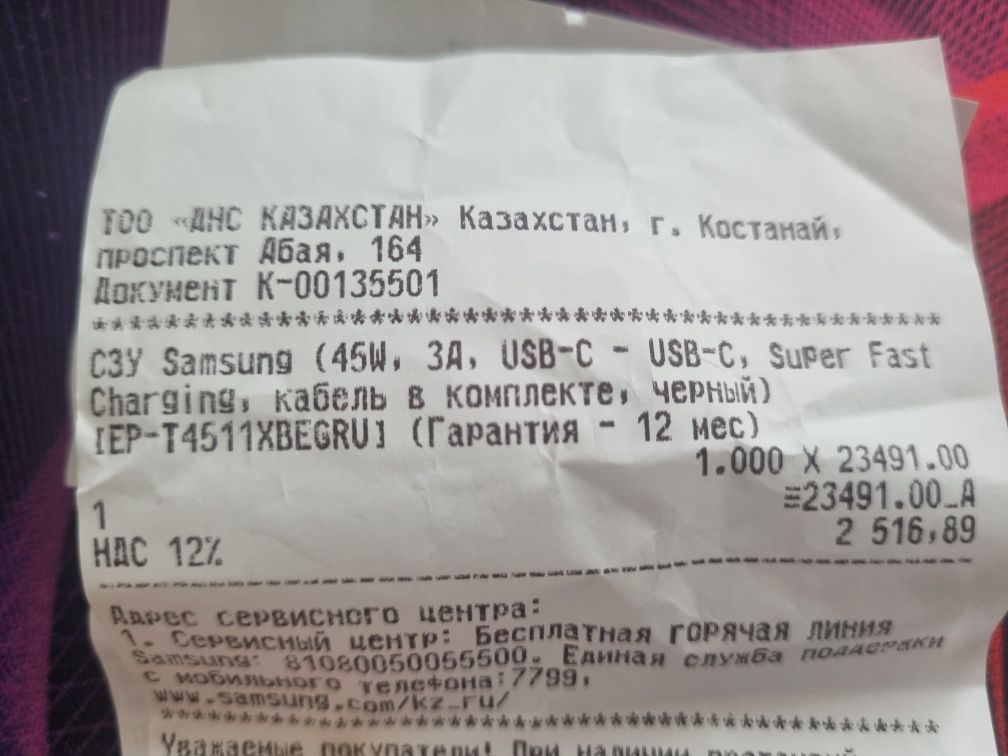 ТОО «ДНС КАЗАХСТАН» Казахстан, г. Костанай,
проспект Абая, 164
Документ К-00135501
**********************************************
СЗУ Samsung (45W, 3А, USB-C - USB-C, Super Fast
Charging, кабель в комплекте, черный)
[EP-T4511XBEGRU] (Гарантия - 12 мес)
1.000 X 23491.00
1 ≡23491.00_А
НДС 12% 2 516,89
Адрес сервисного центра:
1. Сервисный центр: Бесплатная горячая линия
Samsung: 81080050055500. Единая служба поддержки
с мобильного телефона:7799,
www.samsung.com/kz_ru/
**********************************************
Уважаемые покупатели! При наличии